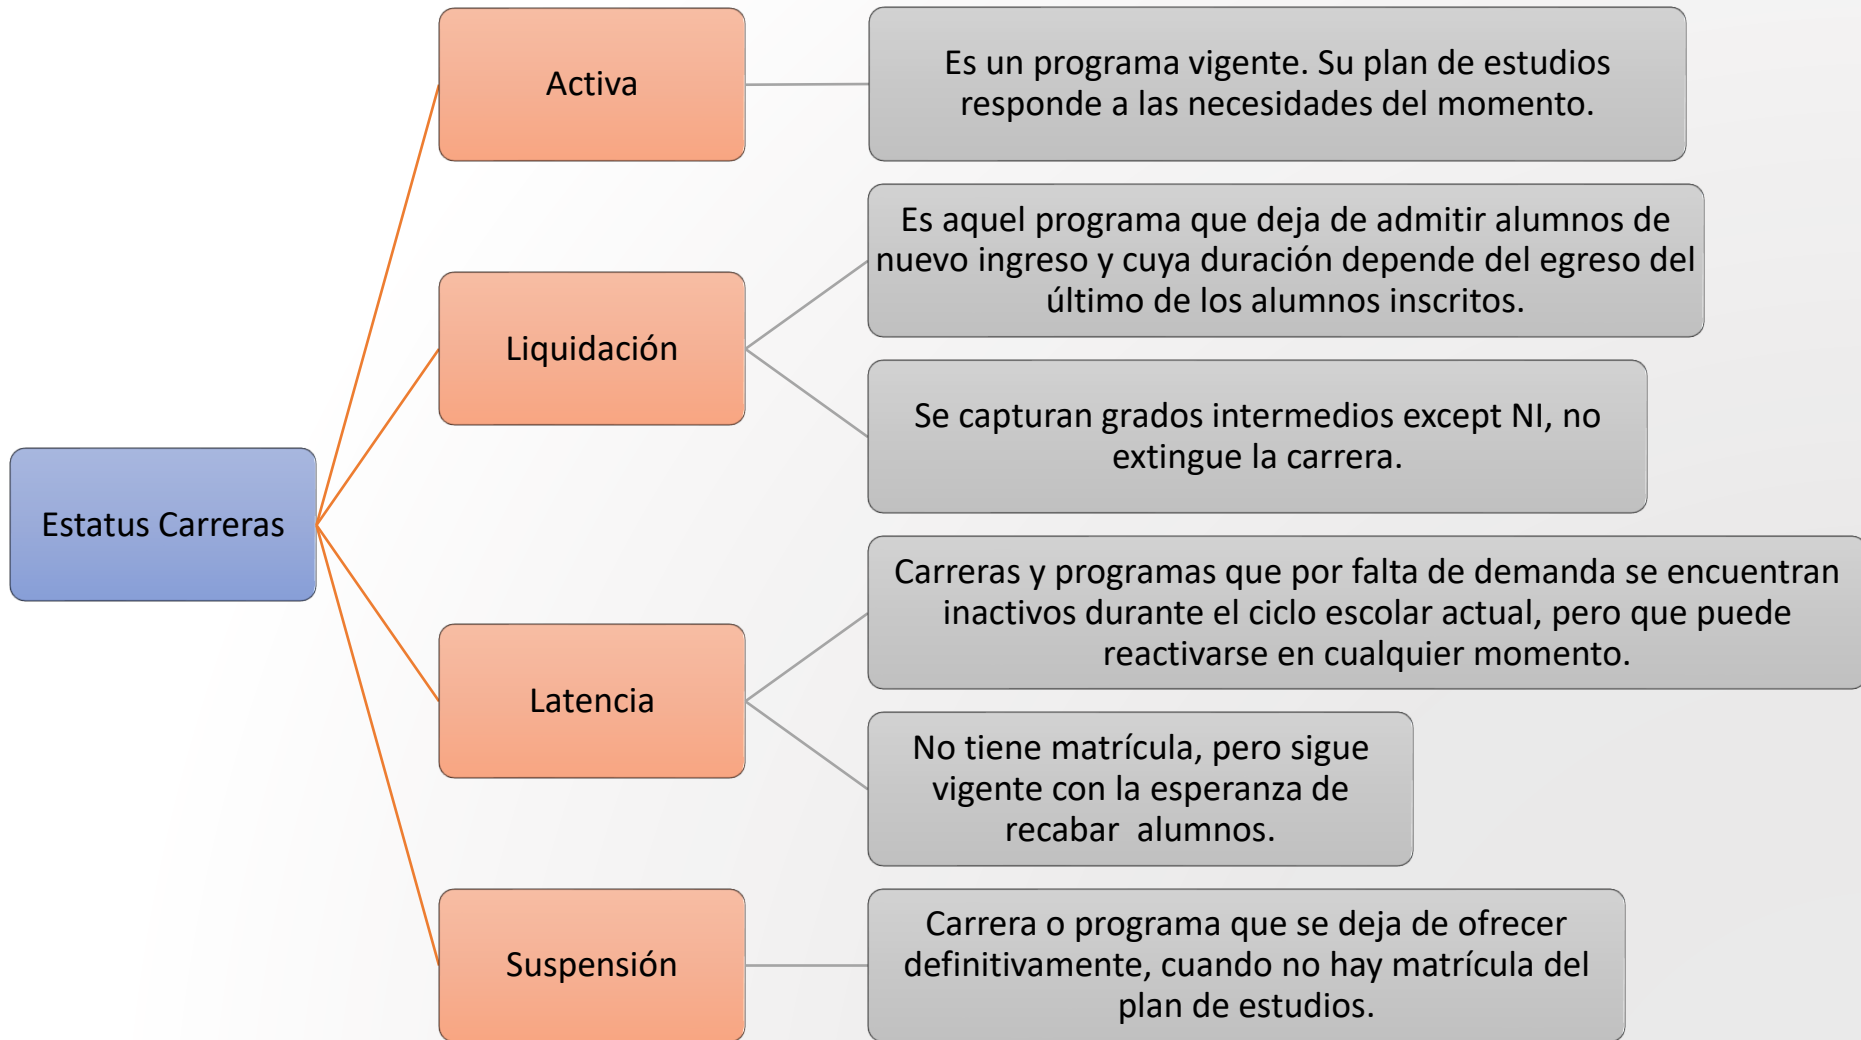 Estatus Carreras
Activa
Es un programa vigente. Su plan de estudios
responde a las necesidades del momento.
Liquidación
Es aquel programa que deja de admitir alumnos de
nuevo ingreso y cuya duración depende del egreso del
último de los alumnos inscritos.
Se capturan grados intermedios except NI, no
extingue la carrera.
Latencia
Carreras y programas que por falta de demanda se encuentran
inactivos durante el ciclo escolar actual, pero que puede
reactivarse en cualquier momento.
No tiene matrícula, pero sigue
vigente con la esperanza de
recabar  alumnos.
Suspensión
Carrera o programa que se deja de ofrecer
definitivamente, cuando no hay matrícula del
plan de estudios.